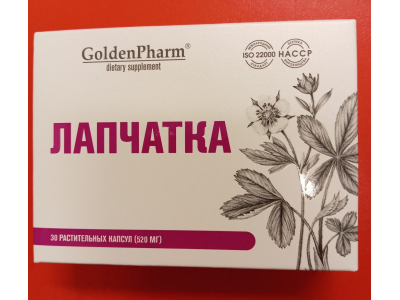 GoldenPharm®
dietary supplement
ISO 22000
HACCP
ЛАПЧАТКА
30 РАСТИТЕЛЬНЫХ КАПСУЛ (520 МГ)